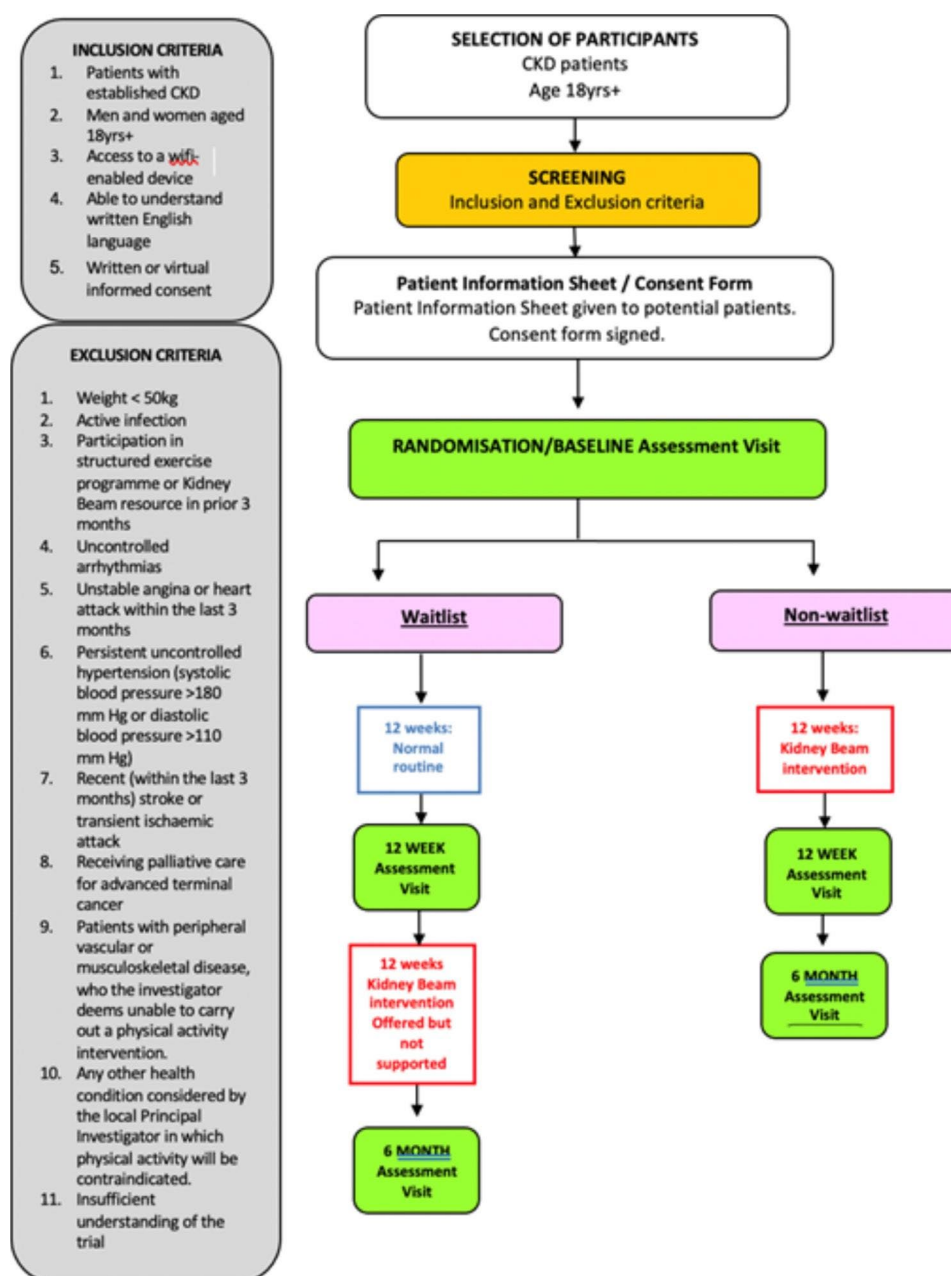 INCLUSION CRITERIA
1. Patients with
established CKD
2. Men and women aged
18yrs+
3. Access to a wifi-
enabled device
4. Able to understand
written English
language
5. Written or virtual
informed consent
EXCLUSION CRITERIA
1. Weight < 50kg
2. Active infection
3. Participation in
structured exercise
programme or Kidney
Beam resource in prior 3
months
4. Uncontrolled
arrhythmias
5. Unstable angina or heart
attack within the last 3
months
6. Persistent uncontrolled
hypertension (systolic
blood pressure >180
mm Hg or diastolic
blood pressure >110
mm Hg)
7. Recent (within the last 3
months) stroke or
transient ischaemic
attack
8. Receiving palliative care
for advanced terminal
cancer
9. Patients with peripheral
vascular or
musculoskeletal disease,
who the investigator
deems unable to carry
out a physical activity
intervention.
10. Any other health
condition considered by
the local Principal
Investigator in which
physical activity will be
contraindicated.
11. Insufficient
understanding of the
trial
SELECTION OF PARTICIPANTS
CKD patients
Age 18yrs+
SCREENING
Inclusion and Exclusion criteria
Patient Information Sheet / Consent Form
Patient Information Sheet given to potential patients.
Consent form signed.
RANDOMISATION/BASELINE Assessment Visit
Waitlist
12 weeks:
Normal
routine
12 WEEK
Assessment
Visit
12 weeks
Kidney Beam
intervention
Offered but
not
supported
6 MONTH
Assessment
Visit
Non-waitlist
12 weeks:
Kidney Beam
intervention
12 WEEK
Assessment
Visit
6 MONTH
Assessment
Visit